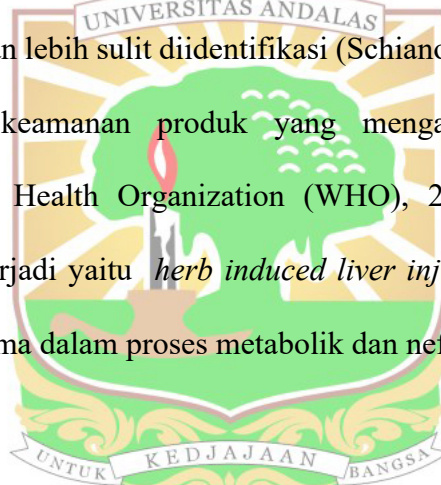 UNIVERSITAS ANDALAS
an lebih sulit diidentifikasi (Schiano
keamanan produk yang menga
Health Organization (WHO), 2
rjadi yaitu herb induced liver inj
ma dalam proses metabolik dan nef
UNTUK KEDJAJAAN BANGSA